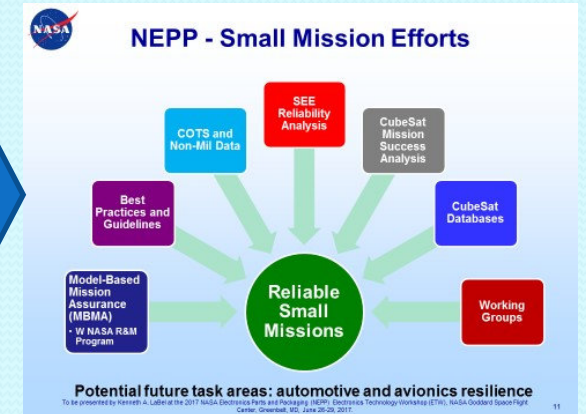 NASA
NEPP - Small Mission Efforts
SEE
Reliability
Analysis
COTS and
Non-Mil Data
CubeSat
Mission
Success
Analysis
Best
Practices and
Guidelines
CubeSat
Databases
Model-Based
Mission
Assurance
(MBMA)
• W NASA R&M
Program
Reliable
Small
Missions
Working
Groups
Potential future task areas: automotive and avionics resilience
To be presented by Kenneth A. LaBel at the 2017 NASA Electronics Parts and Packaging (NEPP) Electronics Technology Workshop (ETW), NASA Goddard Space Flight
Center, Greenbelt, MD, June 26-29, 2017.
11